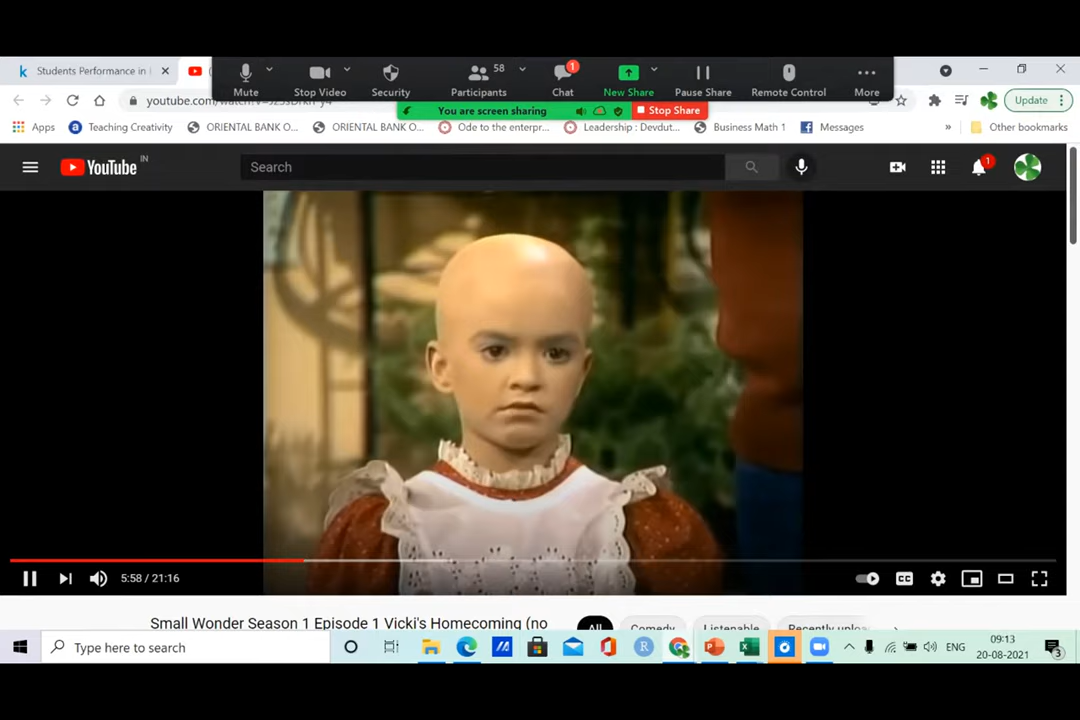 Students Performance in
Mute
Stop Video
Security
58
Participants
1
Chat
New Share
Pause Share
Remote Control
More
You are screen sharing
Stop Share
Update
Apps
Teaching Creativity
ORIENTAL BANK O...
ORIENTAL BANK O...
Ode to the enterpr...
Leadership : Devdut...
Business Math 1
Messages
»
Other bookmarks
YouTube IN
Search
1
5:58 / 21:16
CC
Small Wonder Season 1 Episode 1 Vicki's Homecoming (no
All
Comedy
Listenable
Recently uploa
Type here to search
ENG
09:13
20-08-2021
3